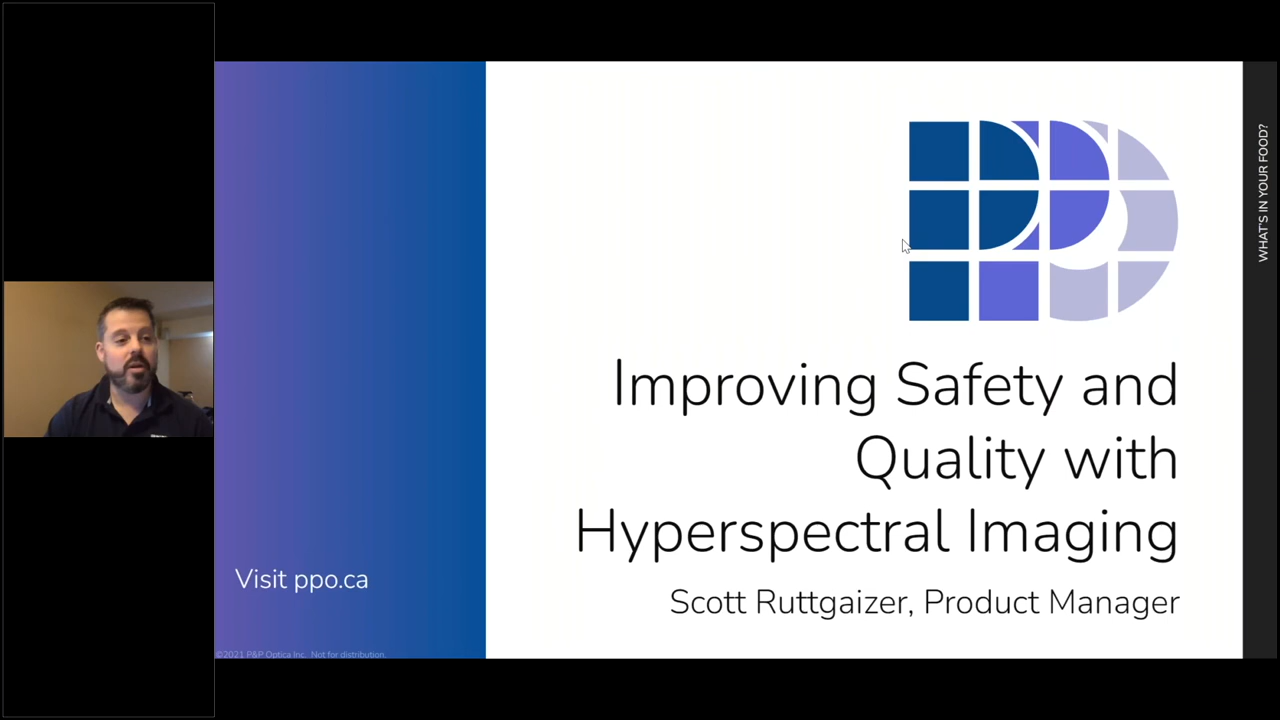 WHAT'S IN YOUR FOOD?
PPO
Improving Safety and
Quality with
Hyperspectral Imaging
Scott Ruttgaizer, Product Manager
Visit ppo.ca
©2021 P&P Optica Inc. Not for distribution.